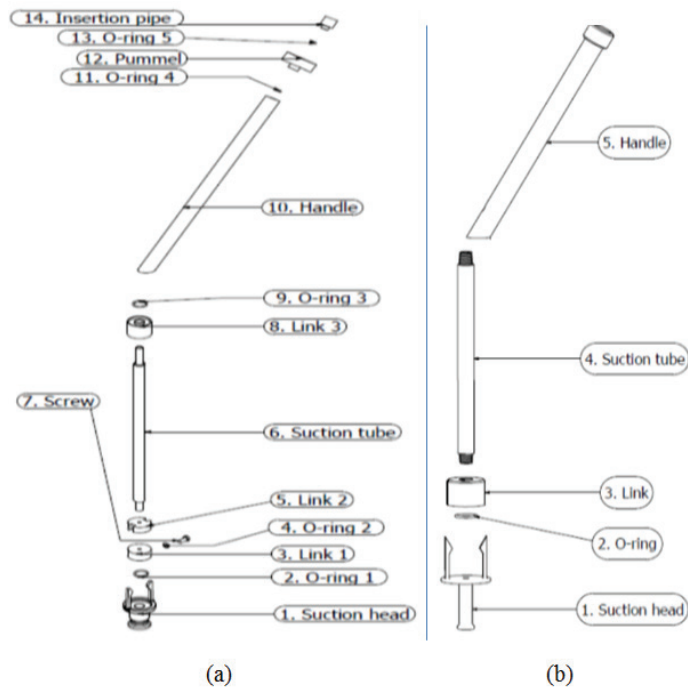 14. Insertion pipe
13. O-ring 5
12. Pummel
11. O-ring 4
10. Handle
9. O-ring 3
8. Link 3
7. Screw
6. Suction tube
5. Link 2
4. O-ring 2
3. Link 1
2. O-ring 1
1. Suction head
(a)
5. Handle
4. Suction tube
3. Link
2. O-ring
1. Suction head
(b)